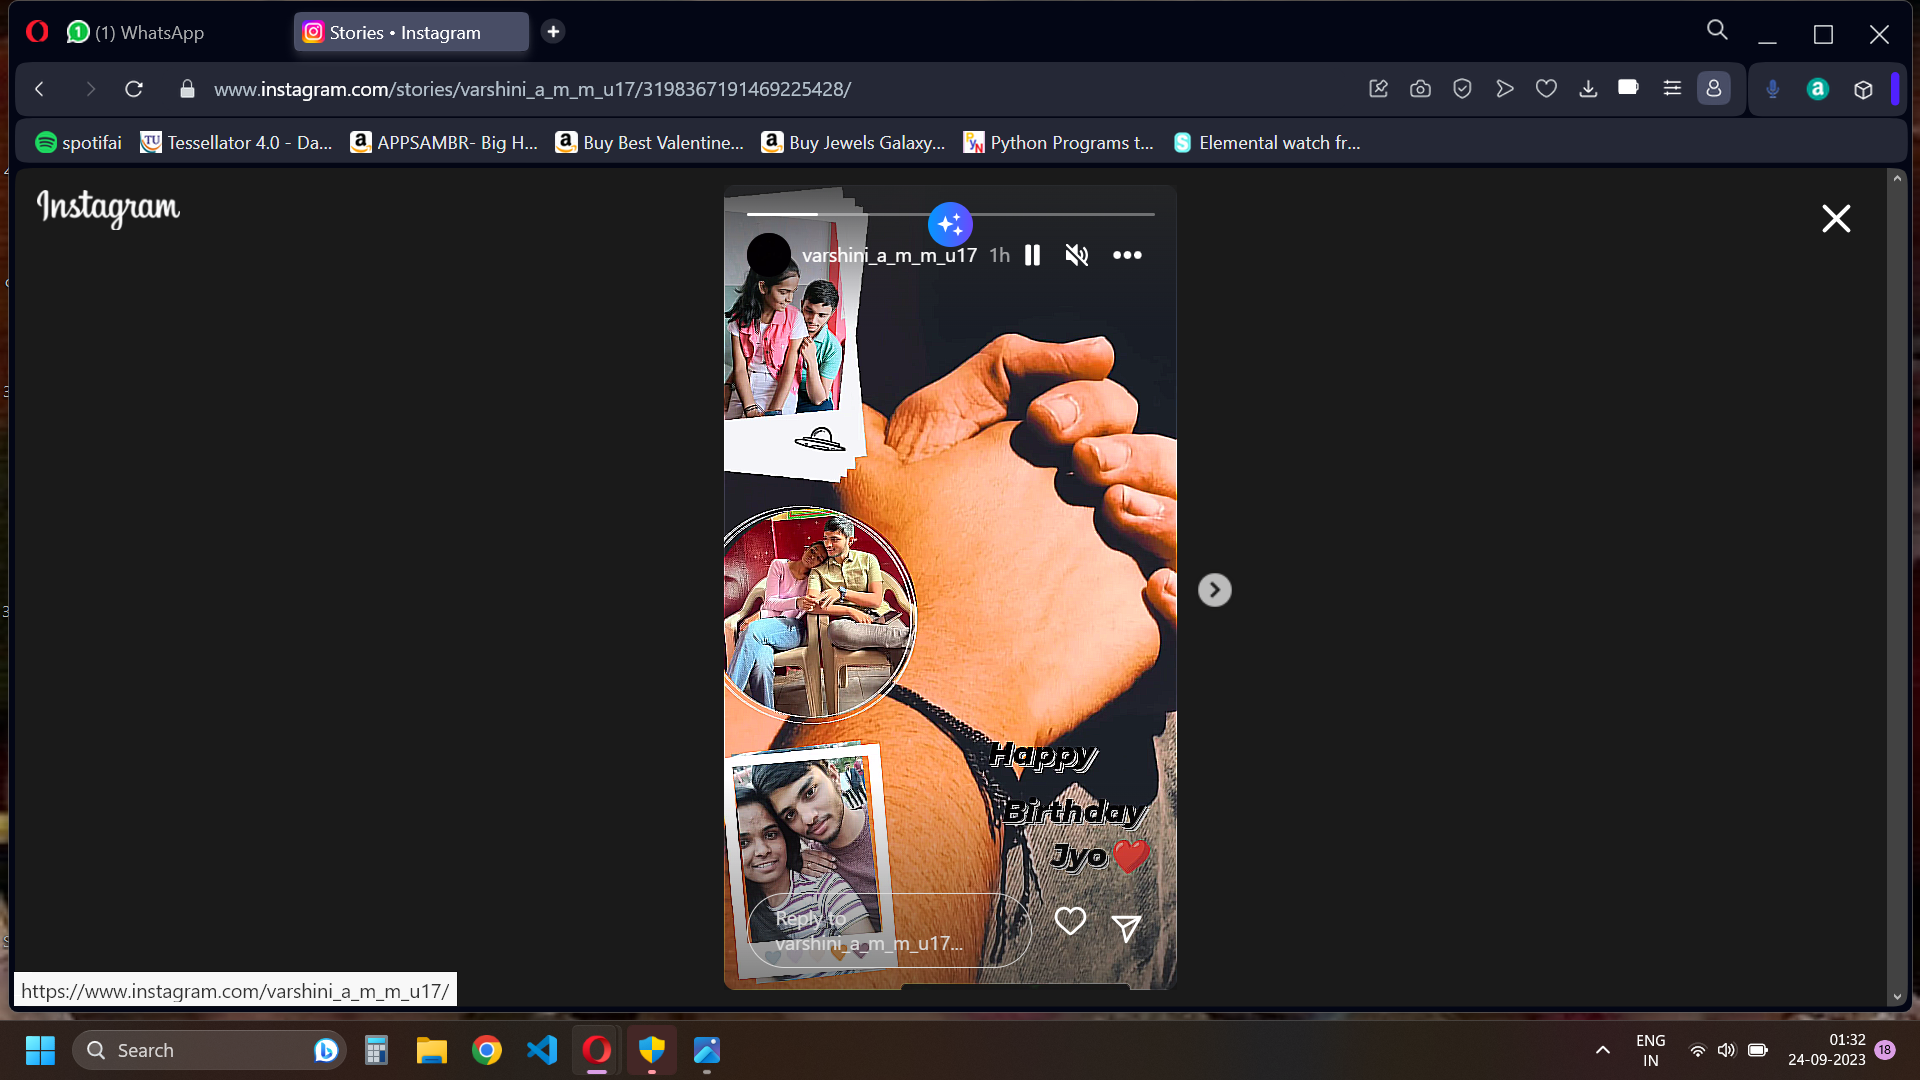 (1) WhatsApp
Stories • Instagram
www.instagram.com/stories/varshini_a_m_m_u17/3198367191469225428/
spotifai
Tessellator 4.0 - Da...
APPSAMBR- Big H...
Buy Best Valentine...
Buy Jewels Galaxy...
Python Programs t...
Elemental watch fr...
Instagram
varshini_a_m_m_u17 1h
Happy
Birthday
Jyo ❤️
Reply to
varshini_a_m_m_u17...
https://www.instagram.com/varshini_a_m_m_u17/
Search
ENG
IN
01:32
24-09-2023
18